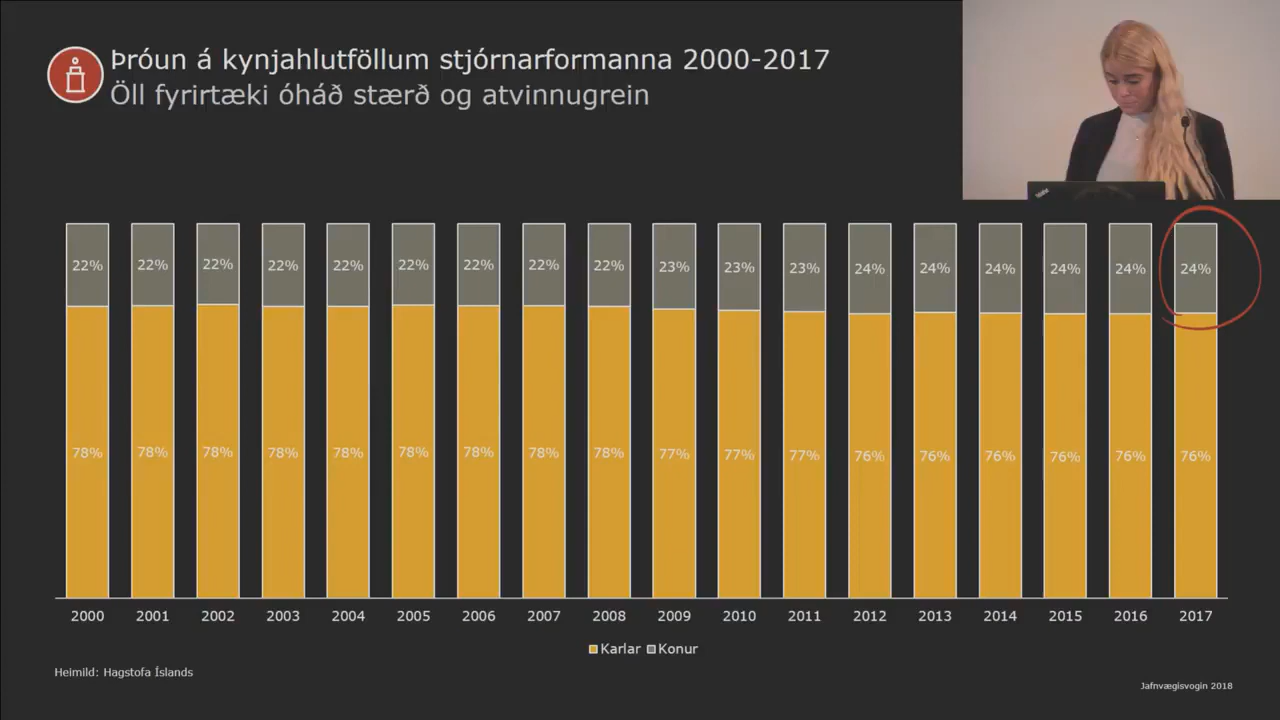 Þróun á kynjahlutföllum stjórnarformanna 2000-2017
Öll fyrirtæki óháð stærð og atvinnugrein
22% 22% 22% 22% 22% 22% 22% 22% 22% 23% 23% 23% 24% 24% 24% 24% 24% 24%
78% 78% 78% 78% 78% 78% 78% 78% 78% 77% 77% 77% 76% 76% 76% 76% 76% 76%
2000 2001 2002 2003 2004 2005 2006 2007 2008 2009 2010 2011 2012 2013 2014 2015 2016 2017
Karlar Konur
Heimild: Hagstofa Íslands
Jafnvægisvogin 2018